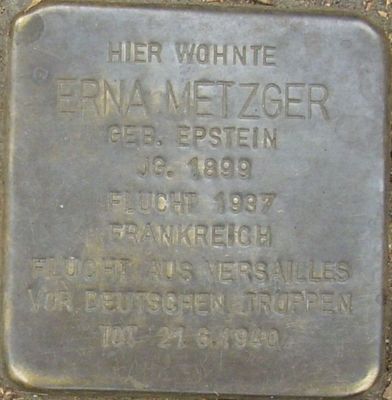 HIER WOHNTE
ERNA METZGER
GEB. EPSTEIN
JG. 1899
FLUCHT 1937
FRANKREICH
FLUCHT AUS VERSAILLES
VOR DEUTSCHEN TRUPPEN
TOT 21.6.1940